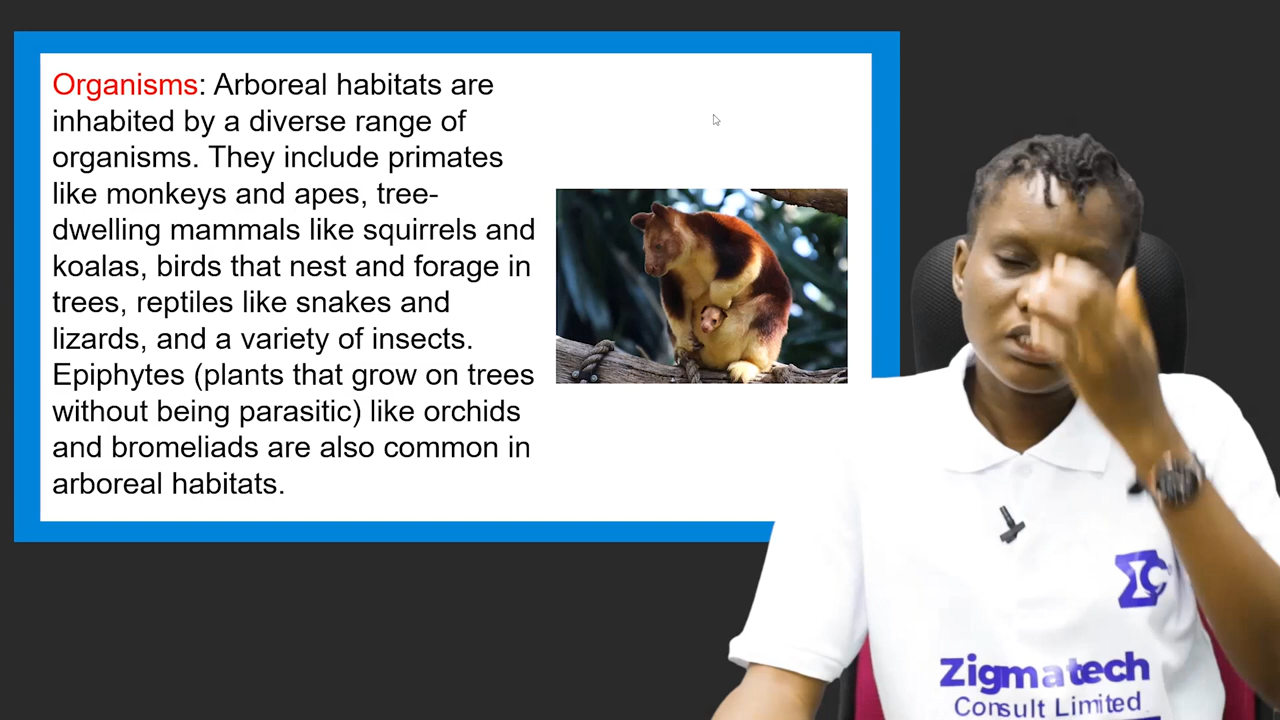 Organisms: Arboreal habitats are
inhabited by a diverse range of
organisms. They include primates
like monkeys and apes, tree-
dwelling mammals like squirrels and
koalas, birds that nest and forage in
trees, reptiles like snakes and
lizards, and a variety of insects.
Epiphytes (plants that grow on trees
without being parasitic) like orchids
and bromeliads are also common in
arboreal habitats.
ΣC
Zigmatech
Consult Limited